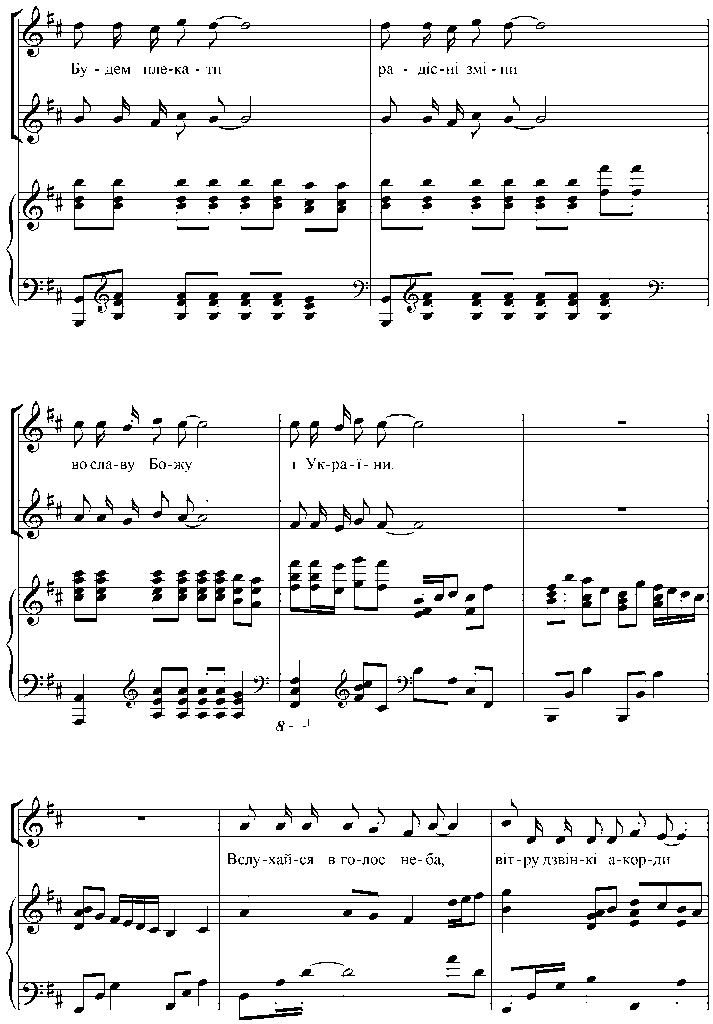 Бу-дем пле-ка-ти ра-діс-ні змі-ни
во сла-ву Бо-жу і Ук-ра-ї-ни.
8- -
Вслу-хай-ся в го-лос не-ба, віт-ру дзвін-кі а-кор-ди